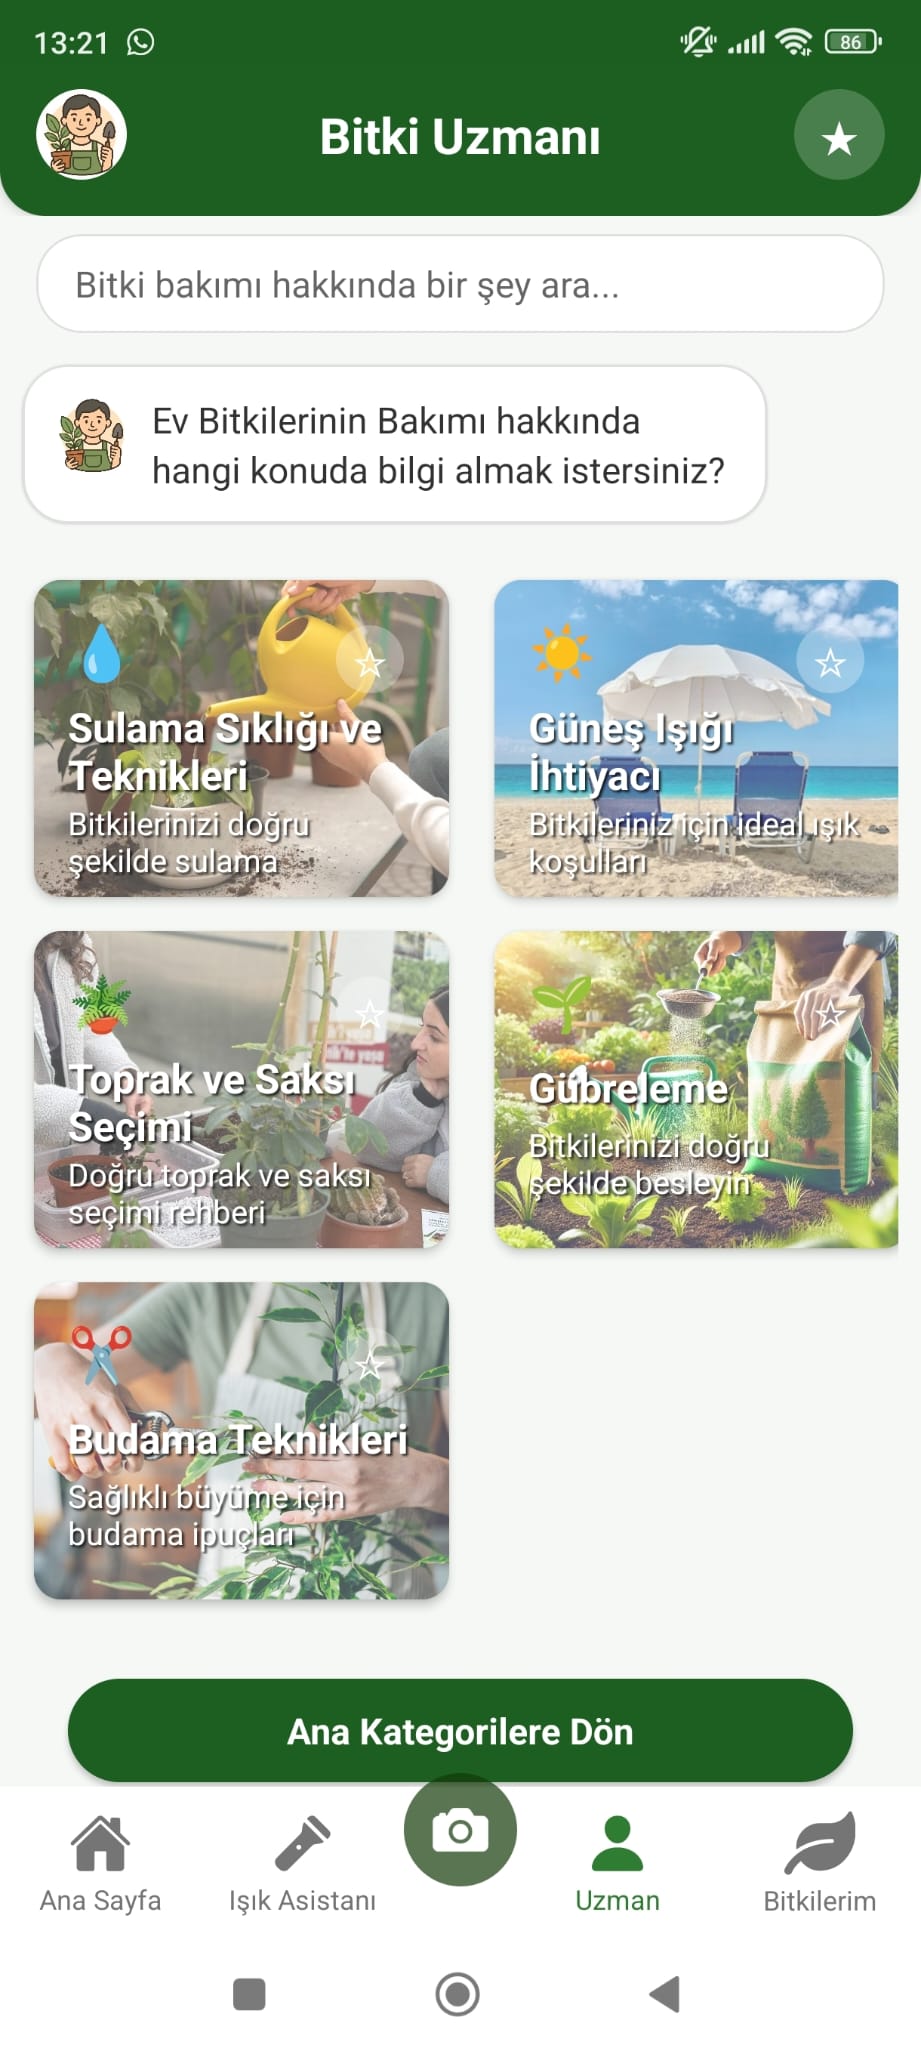 13:21
86
Bitki Uzmanı
Bitki bakımı hakkında bir şey ara...
Ev Bitkilerinin Bakımı hakkında
hangi konuda bilgi almak istersiniz?
Sulama Sıklığı ve
Teknikleri
Bitkilerinizi doğru
şekilde sulama
Güneş Işığı
İhtiyacı
Bitkileriniz için ideal ışık
koşulları
Toprak ve Saksı
Seçimi
Doğru toprak ve saksı
seçimi rehberi
Gübreleme
Bitkilerinizi doğru
şekilde besleyin
Budama Teknikleri
Sağlıklı büyüme için
budama ipuçları
Ana Kategorilere Dön
Ana Sayfa
Işık Asistanı
Uzman
Bitkilerim